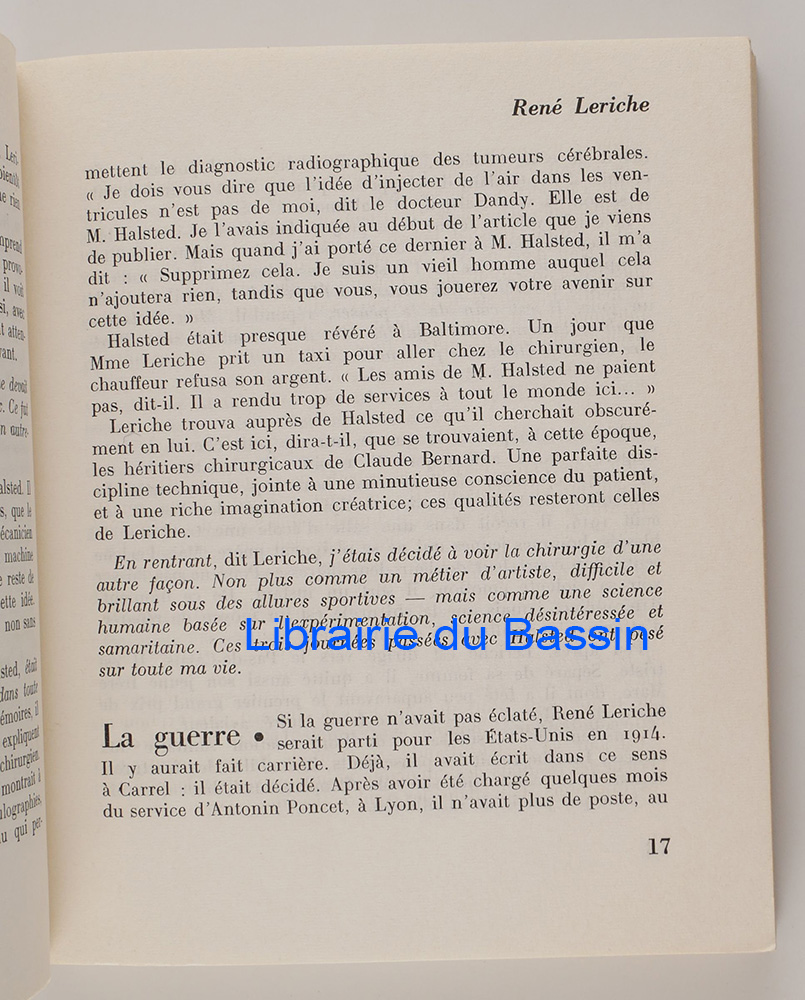 René Leriche
mettent le diagnostic radiographique des tumeurs cérébrales.
« Je dois vous dire que l'idée d'injecter de l'air dans les ven-
tricules n'est pas de moi, dit le docteur Dandy. Elle est de
M. Halsted. Je l'avais indiquée au début de l'article que je viens
de publier. Mais quand j'ai porté ce dernier à M. Halsted, il m'a
dit : « Supprimez cela. Je suis un vieil homme auquel cela
n'ajoutera rien, tandis que vous, vous jouerez votre avenir sur
cette idée. »
Halsted était presque révéré à Baltimore. Un jour que
Mme Leriche prit un taxi pour aller chez le chirurgien, le
chauffeur refusa son argent. « Les amis de M. Halsted ne paient
pas, dit-il. Il a rendu trop de services à tout le monde ici... »
Leriche trouva auprès de Halsted ce qu'il cherchait obscuré-
ment en lui. C'est ici, dira-t-il, que se trouvaient, à cette époque,
les héritiers chirurgicaux de Claude Bernard. Une parfaite dis-
cipline technique, jointe à une minutieuse conscience du patient,
et à une riche imagination créatrice; ces qualités resteront celles
de Leriche.
En rentrant, dit Leriche, j'étais décidé à voir la chirurgie d'une
autre façon. Non plus comme un métier d'artiste, difficile et
brillant sous des allures sportives — mais comme une science
humaine basée sur l'expérimentation, science désintéressée et
samaritaine. Ces trois journées passées avec Halsted ont pesé
sur toute ma vie.
Librairie du Bassin
La guerre • Si la guerre n'avait pas éclaté, René Leriche
serait parti pour les États-Unis en 1914.
Il y aurait fait carrière. Déjà, il avait écrit dans ce sens
à Carrel : il était décidé. Après avoir été chargé quelques mois
du service d'Antonin Poncet, à Lyon, il n'avait plus de poste, au
17